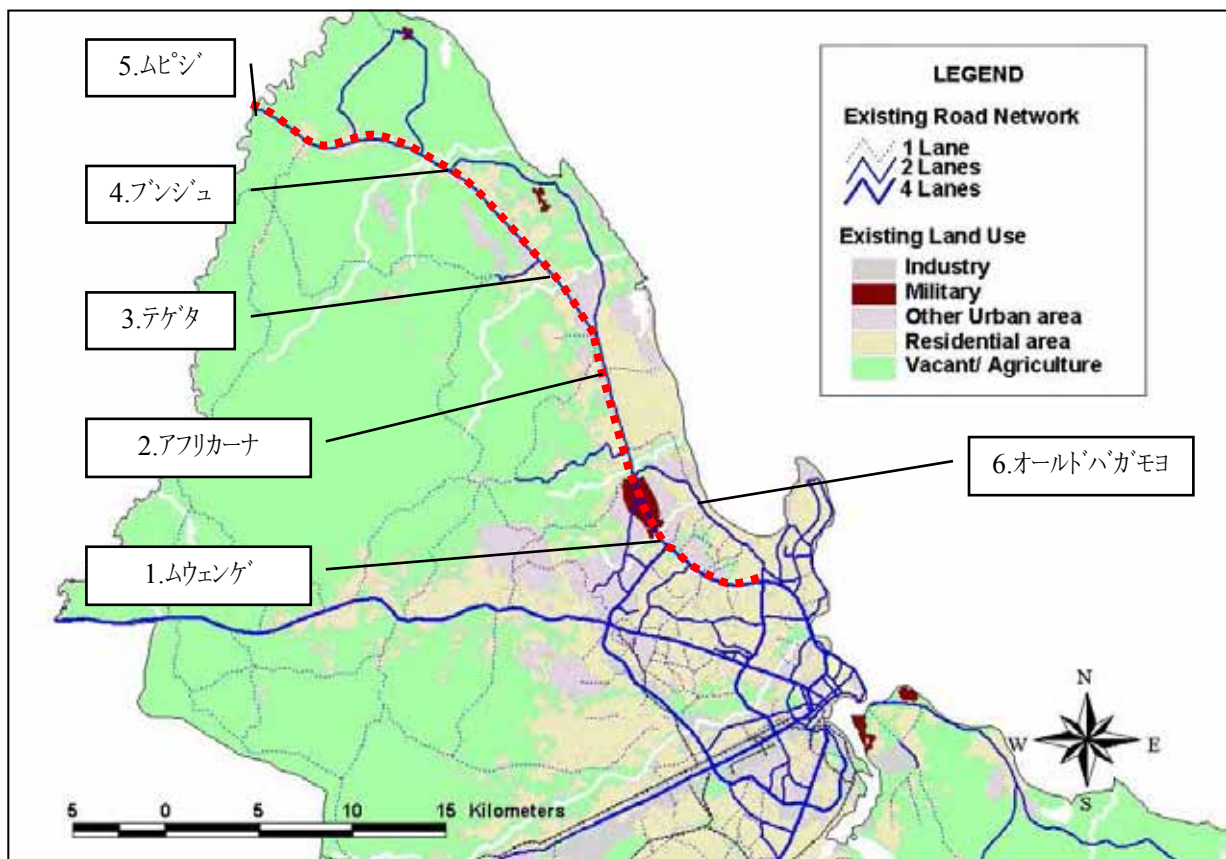 5.ムピジ
4.ブンジュ
3.テゲタ
2.アフリカーナ
1.ムウェンゲ
6.オールドバガモヨ
LEGEND
Existing Road Network
1 Lane
2 Lanes
4 Lanes
Existing Land Use
Industry
Military
Other Urban area
Residential area
Vacant/ Agriculture
N
W E
S
5 0 5 10 15 Kilometers